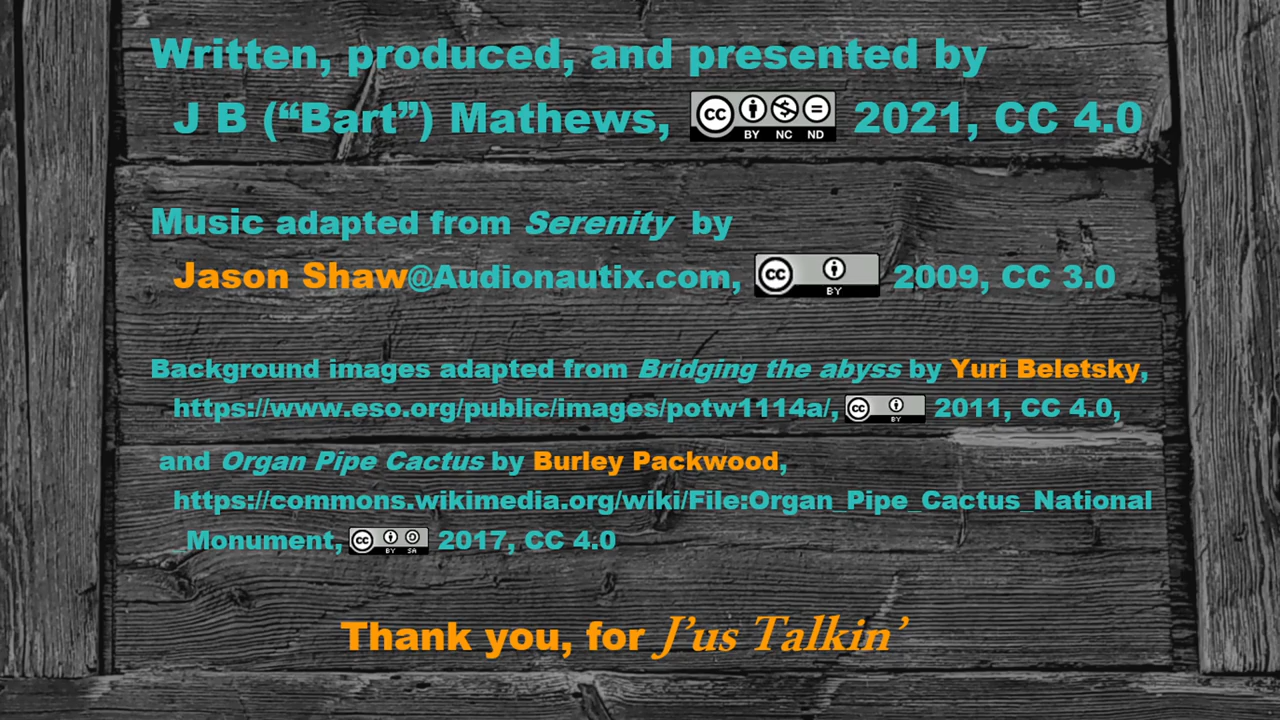 Written, produced, and presented by
J B (“Bart”) Mathews, cc BY NC ND 2021, CC 4.0
Music adapted from Serenity by
Jason Shaw@Audionautix.com, cc BY 2009, CC 3.0
Background images adapted from Bridging the abyss by Yuri Beletsky,
https://www.eso.org/public/images/potw1114a/, cc BY 2011, CC 4.0,
and Organ Pipe Cactus by Burley Packwood,
https://commons.wikimedia.org/wiki/File:Organ_Pipe_Cactus_National
_Monument, cc BY SA 2017, CC 4.0
Thank you, for J’us Talkin’